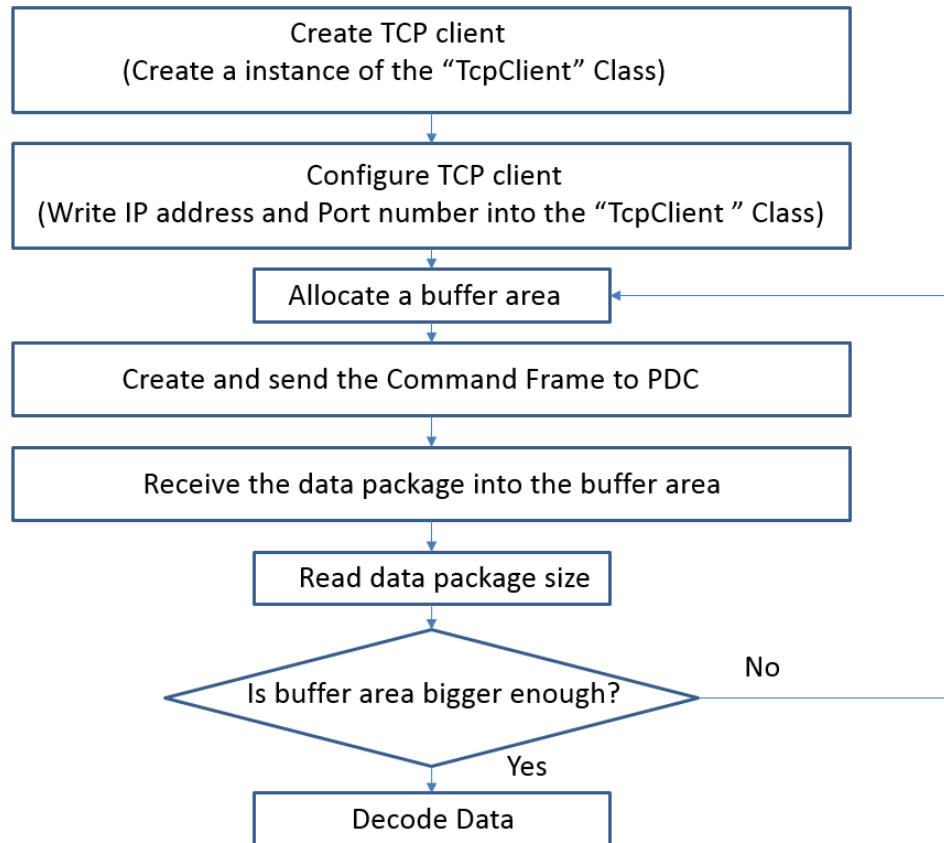 Create TCP client
(Create a instance of the “TcpClient” Class)
Configure TCP client
(Write IP address and Port number into the “TcpClient ” Class)
Allocate a buffer area
Create and send the Command Frame to PDC
Receive the data package into the buffer area
Read data package size
Is buffer area bigger enough?
No
Yes
Decode Data